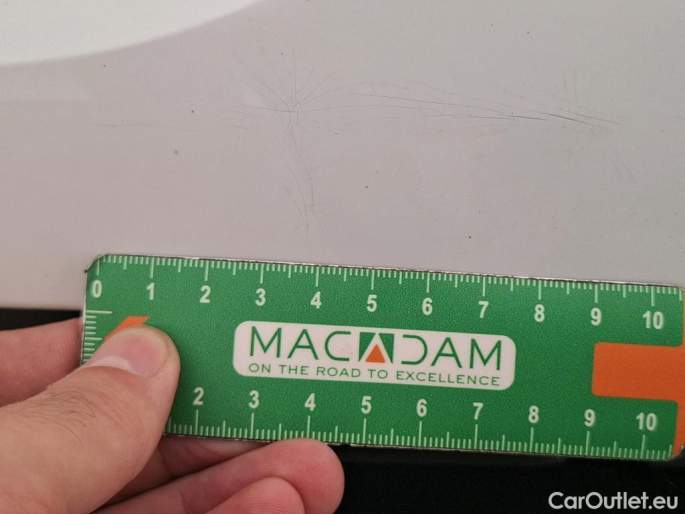 0 1 2 3 4 5 6 7 8 9 10
MACADAM
ON THE ROAD TO EXCELLENCE
2 3 4 5 6 7 8 9 10
CarOutlet.eu